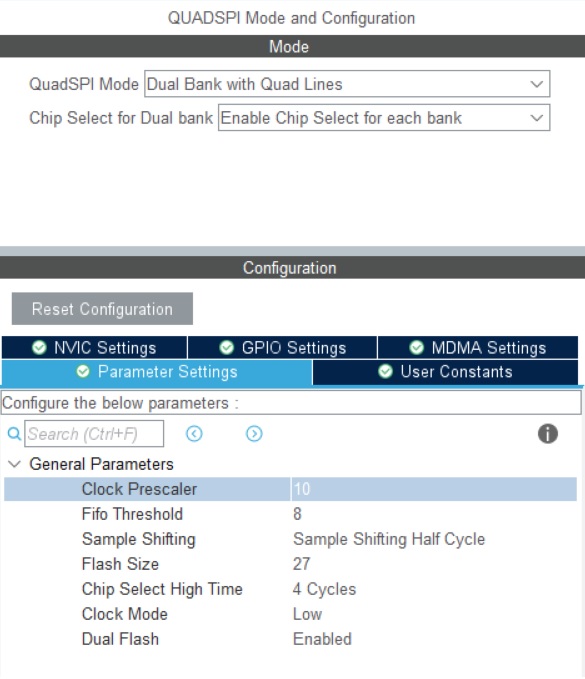 QUADSPI Mode and Configuration
Mode
QuadSPI Mode Dual Bank with Quad Lines
Chip Select for Dual bank Enable Chip Select for each bank
Configuration
Reset Configuration
NVIC Settings GPIO Settings MDMA Settings
Parameter Settings User Constants
Configure the below parameters :
Search (Ctrl+F)
General Parameters
Clock Prescaler 10
Fifo Threshold 8
Sample Shifting Sample Shifting Half Cycle
Flash Size 27
Chip Select High Time 4 Cycles
Clock Mode Low
Dual Flash Enabled